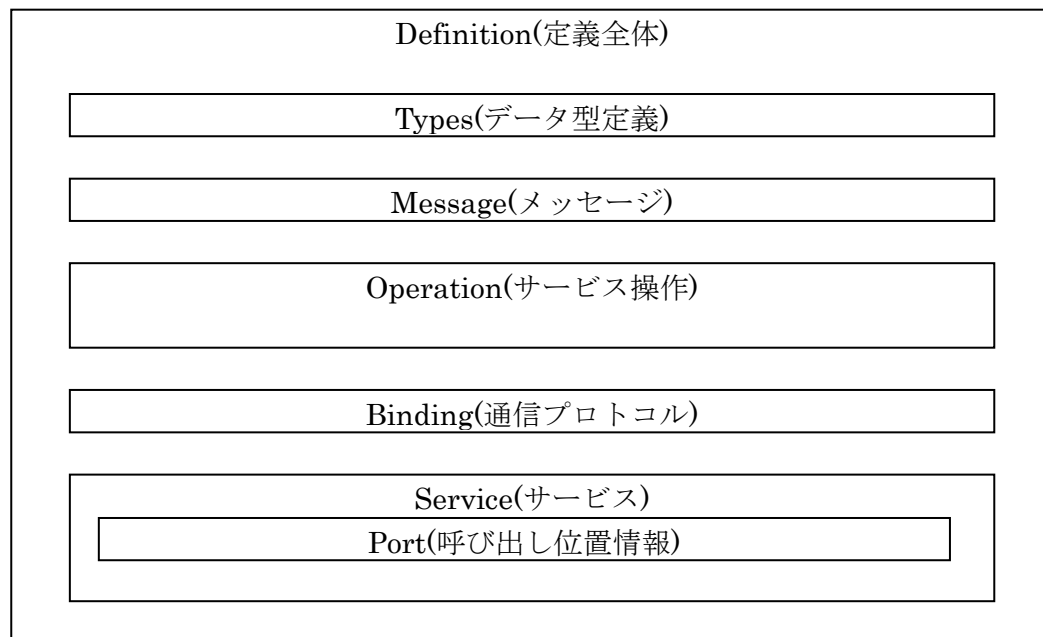 Definition(定義全体)
Types(データ型定義)
Message(メッセージ)
Operation(サービス操作)
Binding(通信プロトコル)
Service(サービス)
Port(呼び出し位置情報)